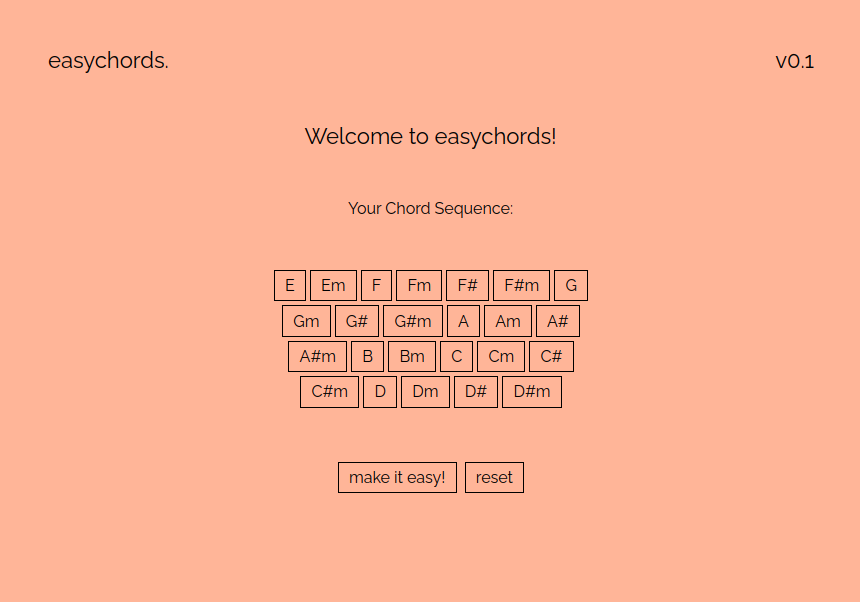 easychords. v0.1
Welcome to easychords!
Your Chord Sequence:
E Em F Fm F# F#m G
Gm G# G#m A Am A#
A#m B Bm C Cm C#
C#m D Dm D# D#m
make it easy! reset